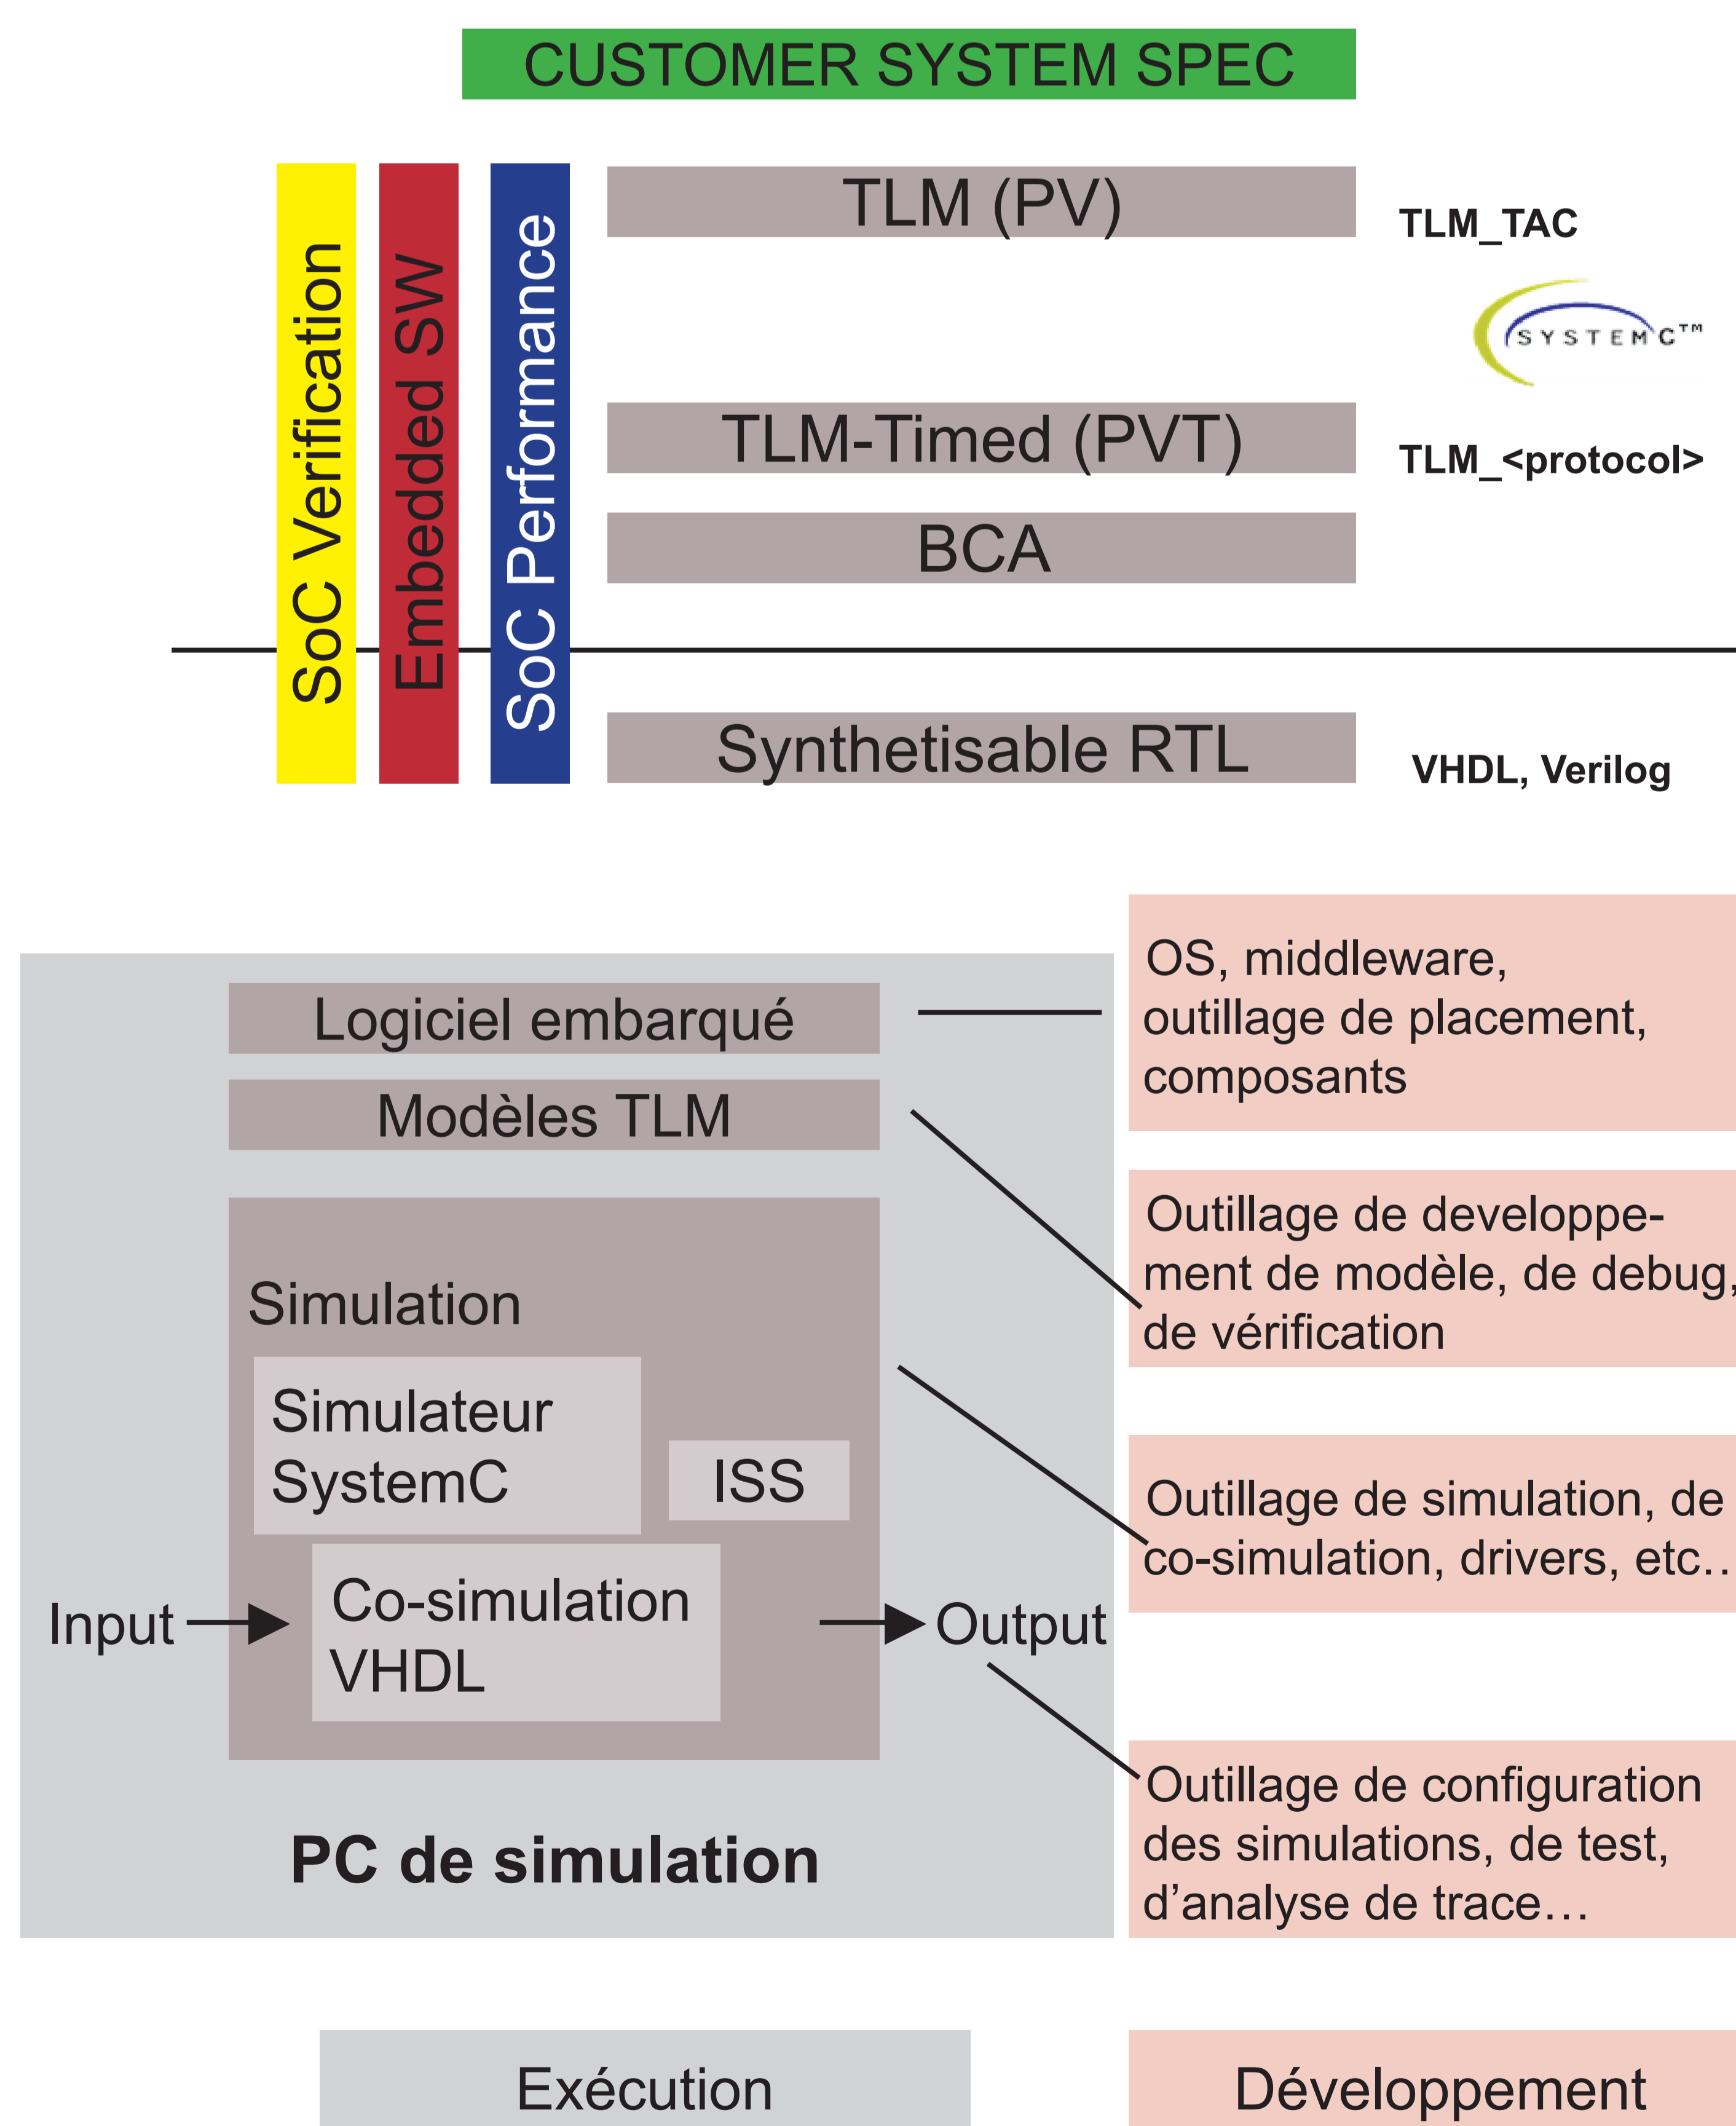 CUSTOMER SYSTEM SPEC
SoC Verification
Embedded SW
SoC Performance
TLM (PV)
TLM_TAC
SYSTEMC™
TLM-Timed (PVT)
TLM_<protocol>
BCA
Synthetisable RTL
VHDL, Verilog
Logiciel embarqué
Modèles TLM
Simulation
Simulateur
SystemC
ISS
Co-simulation
VHDL
Input
Output
PC de simulation
OS, middleware,
outillage de placement,
composants
Outillage de developpe-
ment de modèle, de debug,
de vérification
Outillage de simulation, de
co-simulation, drivers, etc..
Outillage de configuration
des simulations, de test,
d’analyse de trace…
Exécution
Développement